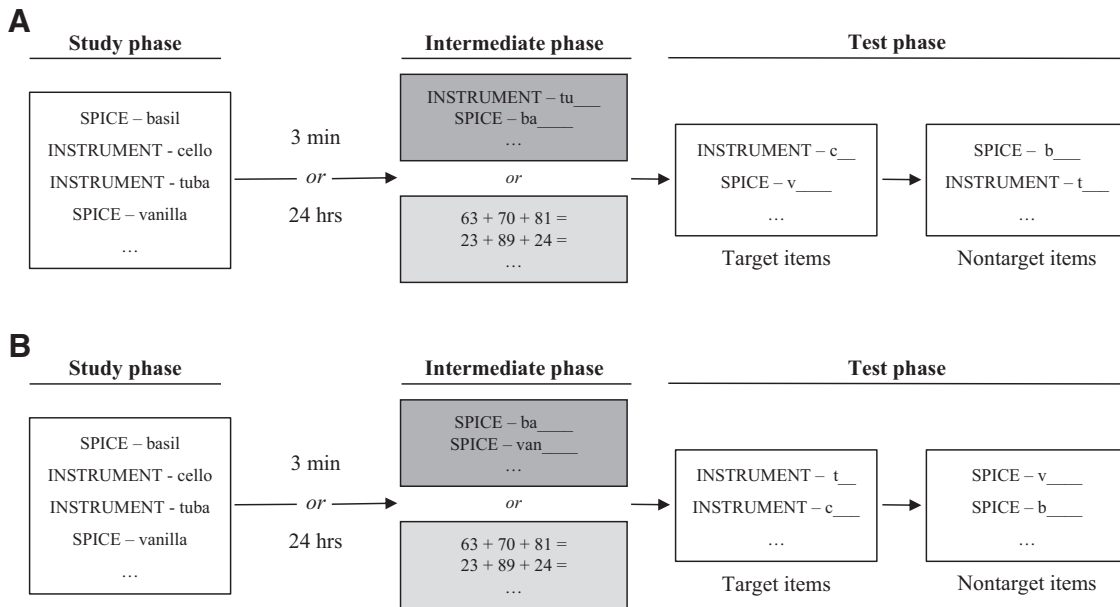 A
Study phase
Intermediate phase
Test phase
SPICE – basil
INSTRUMENT - cello
INSTRUMENT - tuba
SPICE – vanilla
…
3 min
or
24 hrs
INSTRUMENT – tu___
SPICE – ba____
…
or
63 + 70 + 81 =
23 + 89 + 24 =
…
INSTRUMENT – c__
SPICE – v____
…
Target items
SPICE – b___
INSTRUMENT – t___
…
Nontarget items
B
Study phase
Intermediate phase
Test phase
SPICE – basil
INSTRUMENT - cello
INSTRUMENT - tuba
SPICE – vanilla
…
3 min
or
24 hrs
SPICE – ba____
SPICE – van____
…
or
63 + 70 + 81 =
23 + 89 + 24 =
…
INSTRUMENT – t__
INSTRUMENT – c___
…
Target items
SPICE – v____
SPICE – b____
…
Nontarget items